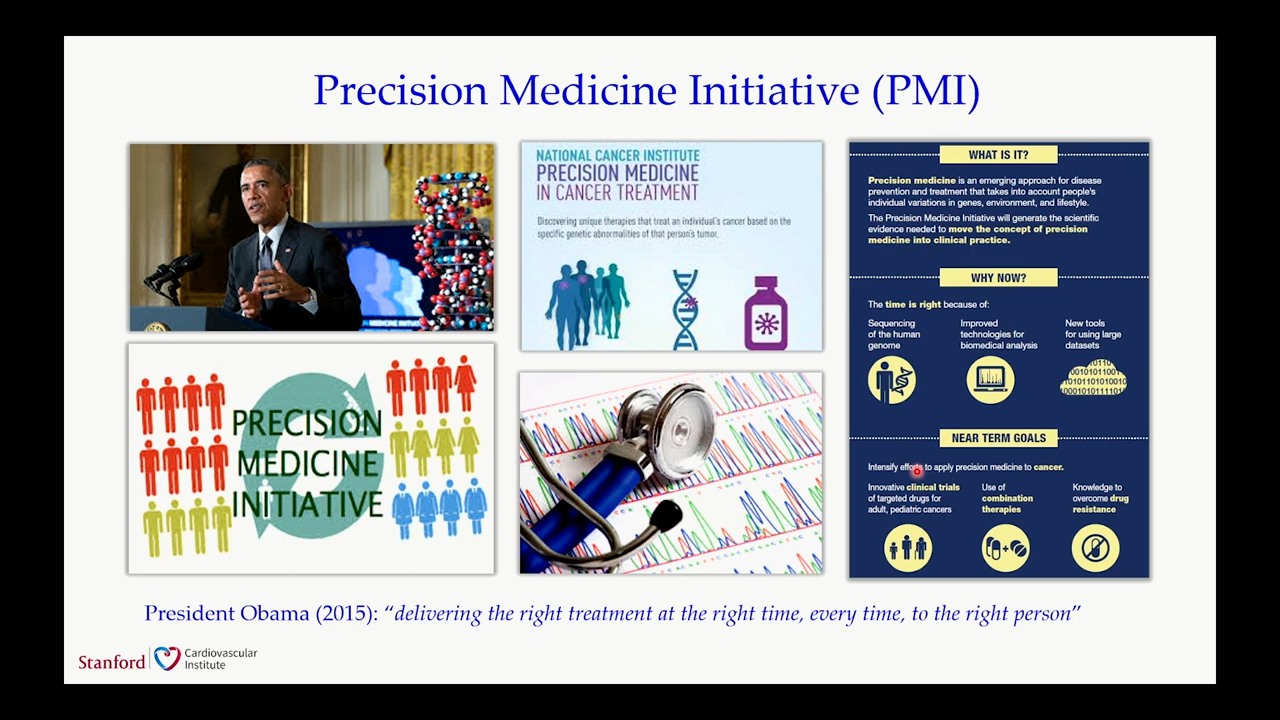 Precision Medicine Initiative (PMI)
NATIONAL CANCER INSTITUTE
PRECISION MEDICINE
IN CANCER TREATMENT
Discovering unique therapies that treat an individual's cancer based on the
specific genetic abnormalities of that person's tumor.
PRECISION
MEDICINE
INITIATIVE
WHAT IS IT?
Precision medicine is an emerging approach for disease
prevention and treatment that takes into account people's
individual variations in genes, environment, and lifestyle.
The Precision Medicine Initiative will generate the scientific
evidence needed to move the concept of precision
medicine into clinical practice.
WHY NOW?
The time is right because of:
Sequencing
of the human
genome
Improved
technologies for
biomedical analysis
New tools
for using large
datasets
NEAR TERM GOALS
Intensify efforts to apply precision medicine to cancer.
Innovative clinical trials
of targeted drugs for
adult, pediatric cancers
Use of
combination
therapies
Knowledge to
overcome drug
resistance
President Obama (2015): “delivering the right treatment at the right time, every time, to the right person”
Stanford
Cardiovascular
Institute